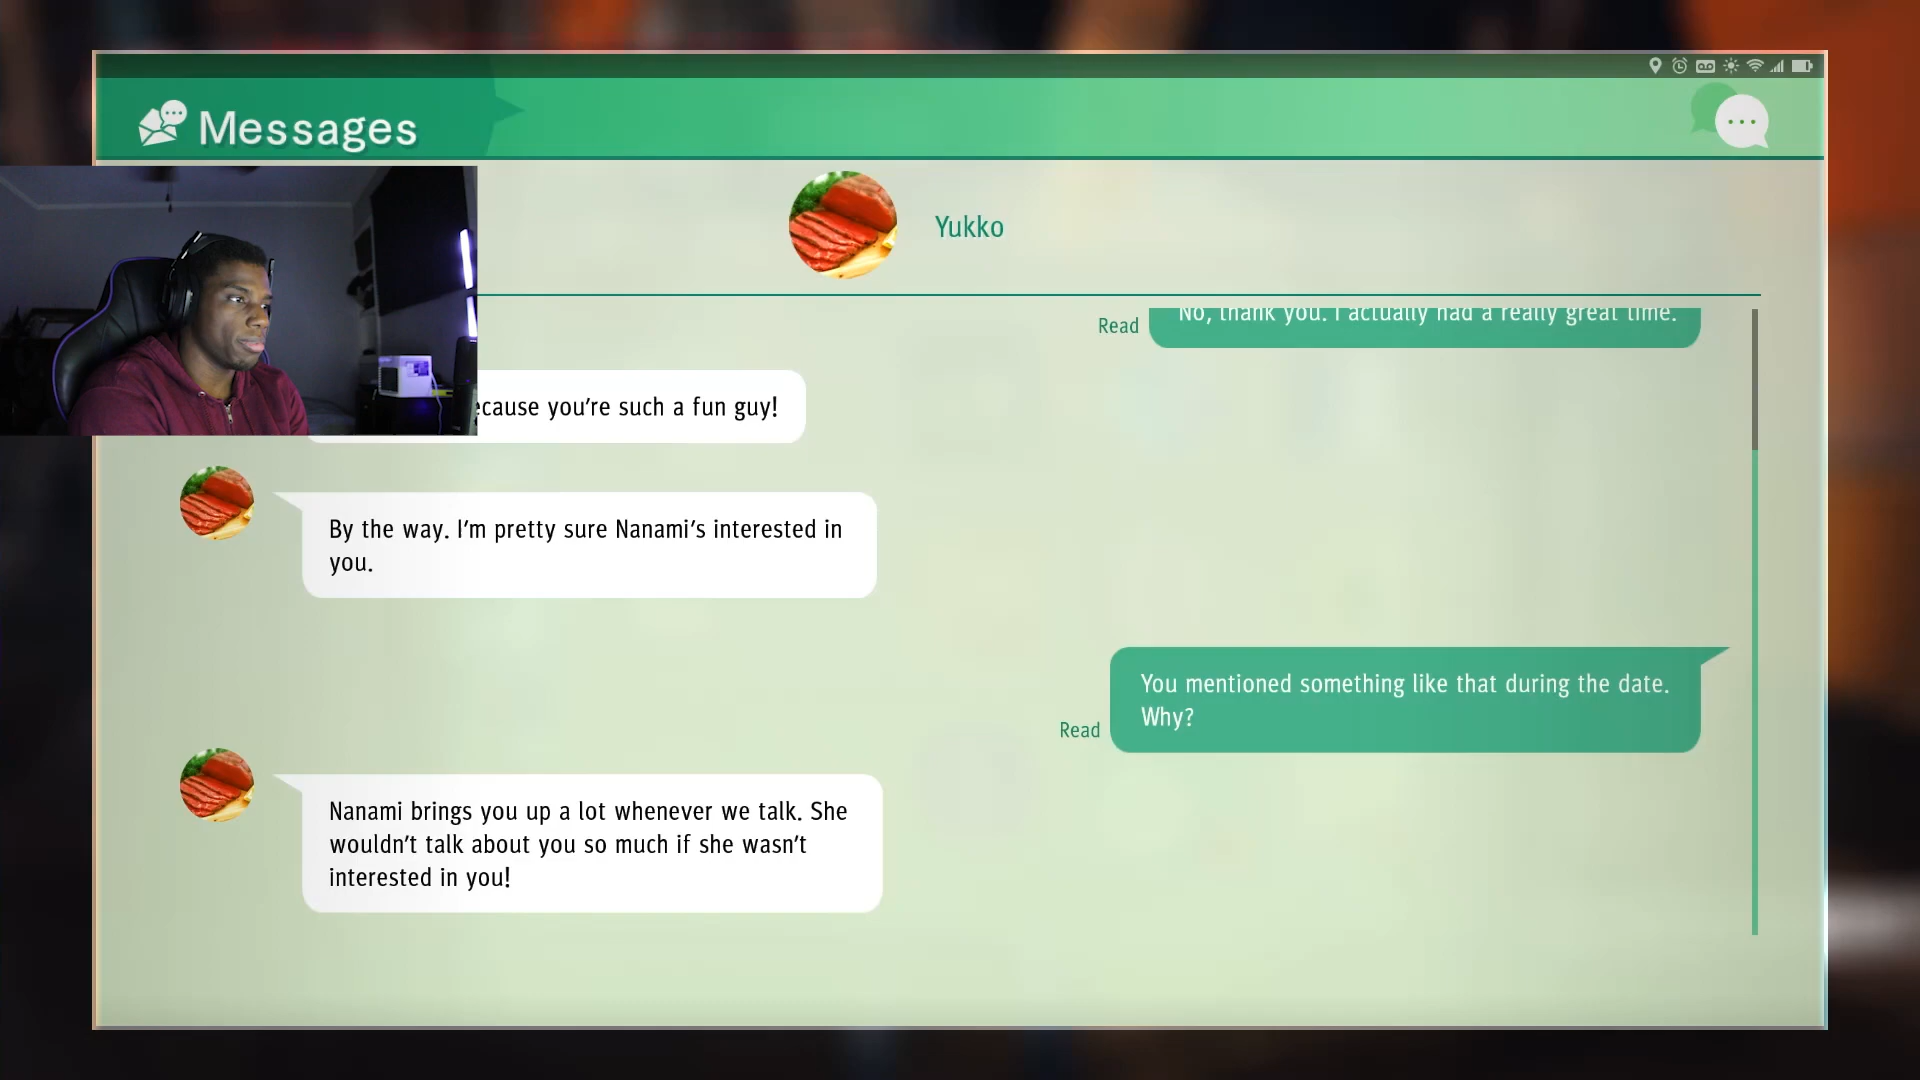 Messages
Yukko
No, thank you. I actually had a really great time.
Read
you're such a fun guy!
By the way. I'm pretty sure Nanami's interested in
you.
You mentioned something like that during the date.
Why?
Read
Nanami brings you up a lot whenever we talk. She
wouldn't talk about you so much if she wasn't
interested in you!